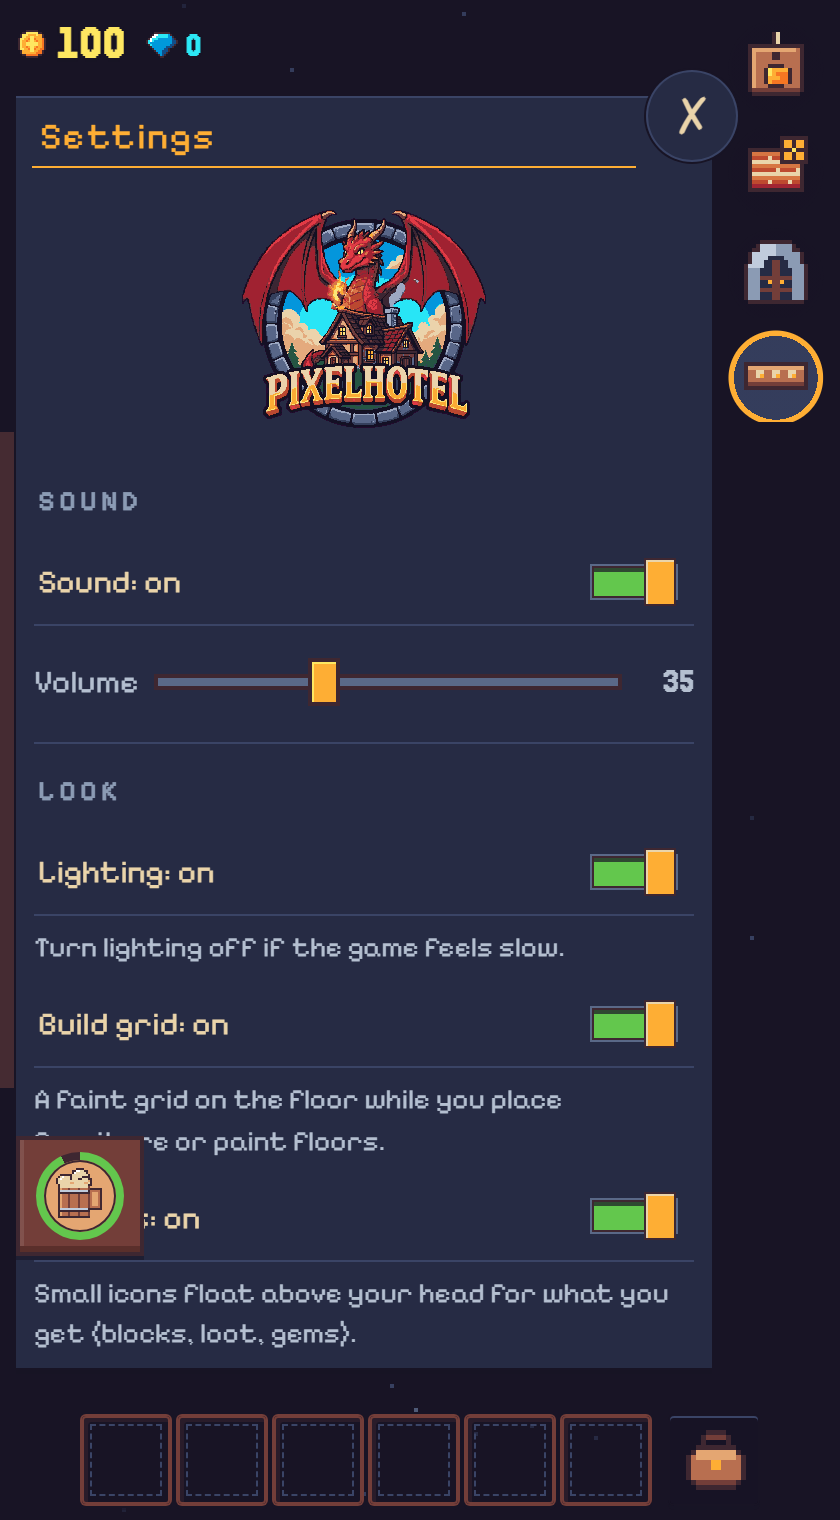 100 0
Settings
X
PIXELHOTEL
SOUND
Sound: on
Volume 35
LOOK
Lighting: on
Turn lighting off if the game feels slow.
Build grid: on
A faint grid on the floor while you place
or paint floors.
: on
Small icons float above your head for what you
get (blocks, loot, gems).